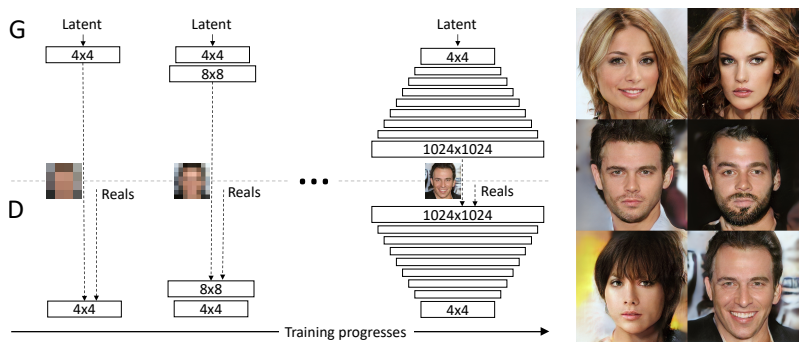 G
Latent
Latent
Latent
4x4
4x4
4x4
8x8
1024x1024
Reals
Reals
Reals
D
1024x1024
8x8
4x4
4x4
4x4
Training progresses